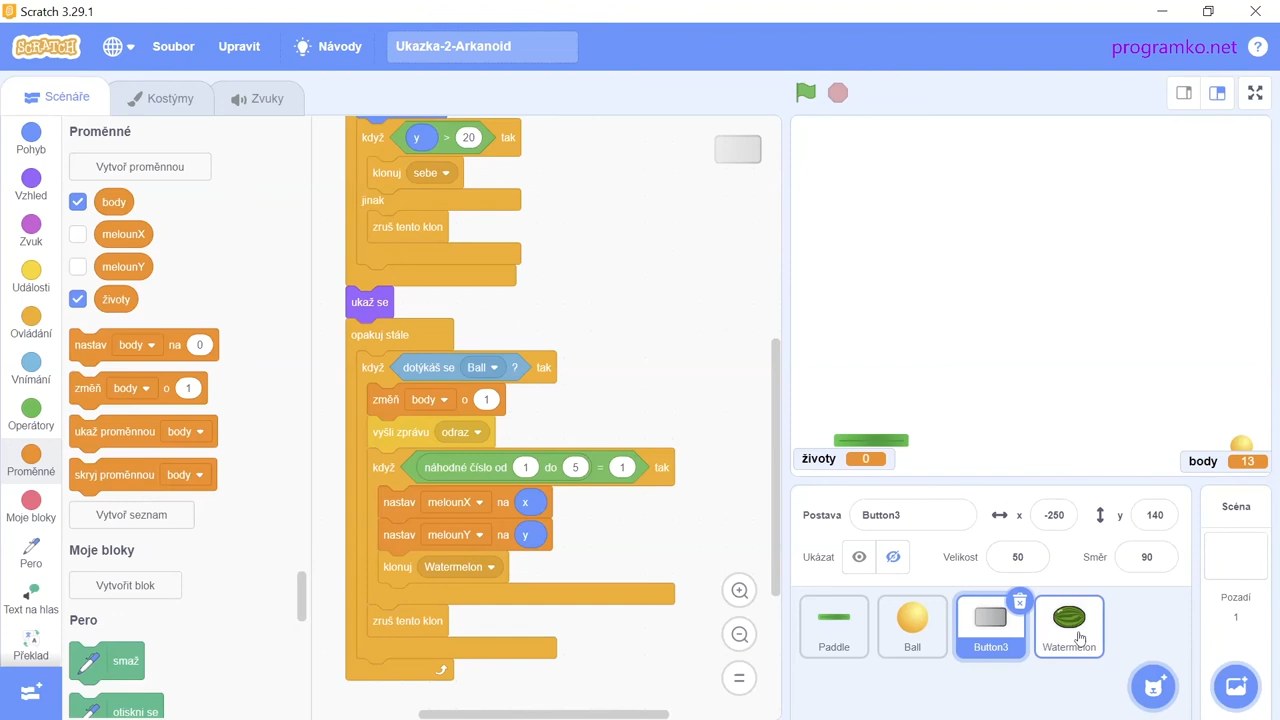 Scratch 3.29.1
SCRATCH
Soubor
Upravit
Návody
Ukazka-2-Arkanoid
programko.net
?
Scénáře
Kostýmy
Zvuky
Pohyb
Vzhled
Zvuk
Události
Ovládání
Vnímání
Operátory
Proměnné
Moje bloky
Pero
Text na hlas
Překlad
Proměnné
Vytvoř proměnnou
body
melounX
melounY
životy
nastav body na 0
změň body o 1
ukaž proměnnou body
skryj proměnnou body
Vytvoř seznam
Moje bloky
Vytvořit blok
Pero
smaž
otiskni se
když y > 20 tak
klonuj sebe
jinak
zruš tento klon
ukaž se
opakuj stále
když dotýkáš se Ball ? tak
změň body o 1
vyšli zprávu odraz
když náhodné číslo od 1 do 5 = 1 tak
nastav melounX na x
nastav melounY na y
klonuj Watermelon
zruš tento klon
životy 0
body 13
Postava Button3 x -250 y 140
Ukázat Velikost 50 Směr 90
Paddle
Ball
Button3
Watermelon
Scéna
Pozadí
1